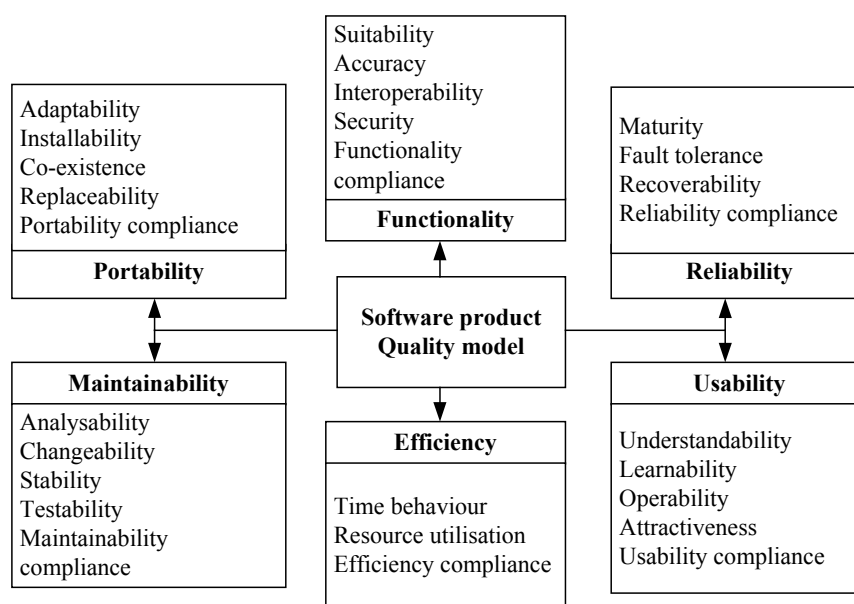 Suitability
Accuracy
Interoperability
Security
Functionality
compliance
Functionality
Adaptability
Installability
Co-existence
Replaceability
Portability compliance
Portability
Maturity
Fault tolerance
Recoverability
Reliability compliance
Reliability
Software product
Quality model
Maintainability
Analysability
Changeability
Stability
Testability
Maintainability
compliance
Efficiency
Time behaviour
Resource utilisation
Efficiency compliance
Usability
Understandability
Learnability
Operability
Attractiveness
Usability compliance